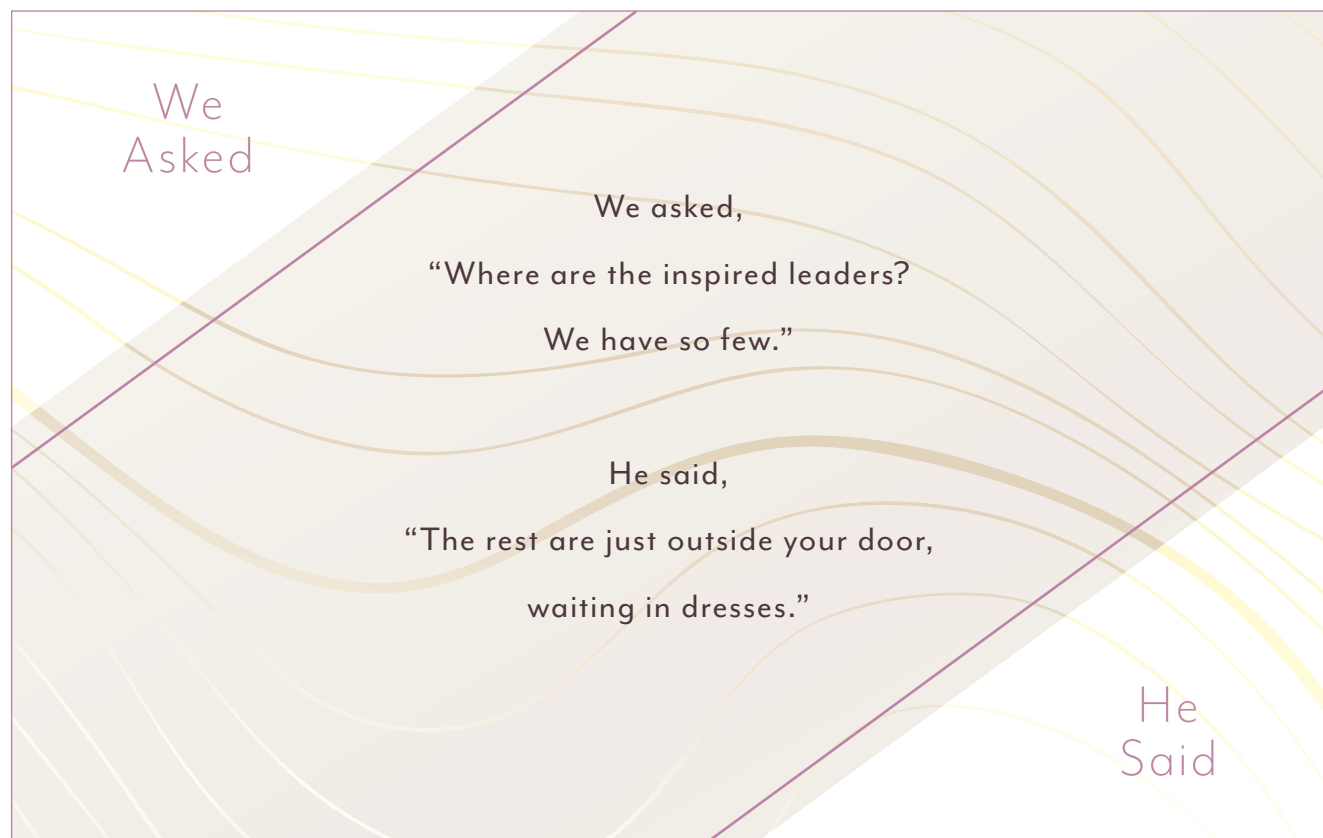 We
Asked
We asked,
“Where are the inspired leaders?
We have so few.”
He said,
“The rest are just outside your door,
waiting in dresses.”
He
Said